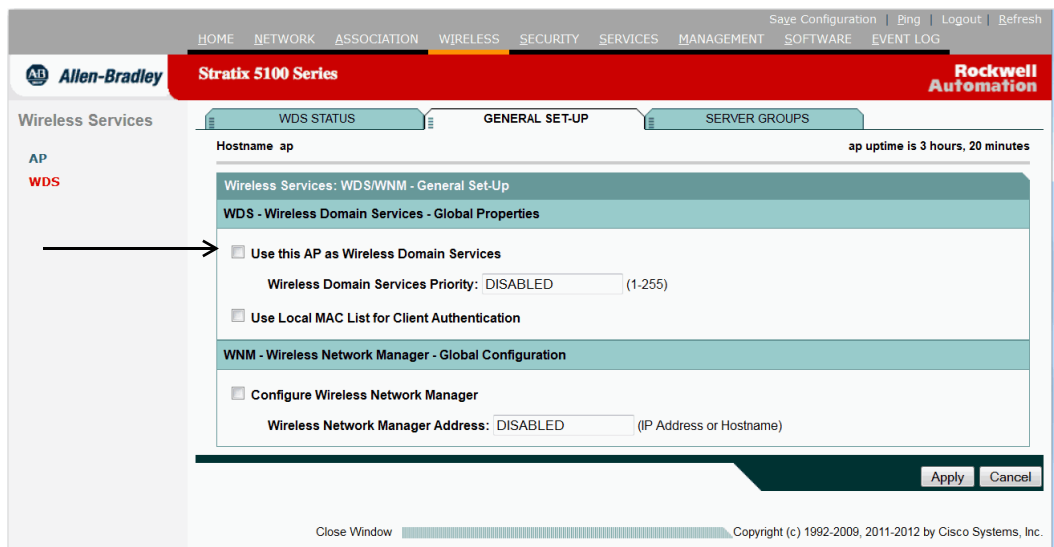 Save Configuration | Ping | Logout | Refresh
HOME NETWORK ASSOCIATION WIRELESS SECURITY SERVICES MANAGEMENT SOFTWARE EVENT LOG
AB Allen-Bradley Stratix 5100 Series Rockwell Automation
Wireless Services
AP
WDS
WDS STATUS GENERAL SET-UP SERVER GROUPS
Hostname ap ap uptime is 3 hours, 20 minutes
Wireless Services: WDS/WNM - General Set-Up
WDS - Wireless Domain Services - Global Properties
Use this AP as Wireless Domain Services
Wireless Domain Services Priority: DISABLED (1-255)
Use Local MAC List for Client Authentication
WNM - Wireless Network Manager - Global Configuration
Configure Wireless Network Manager
Wireless Network Manager Address: DISABLED (IP Address or Hostname)
Apply Cancel
Close Window Copyright (c) 1992-2009, 2011-2012 by Cisco Systems, Inc.